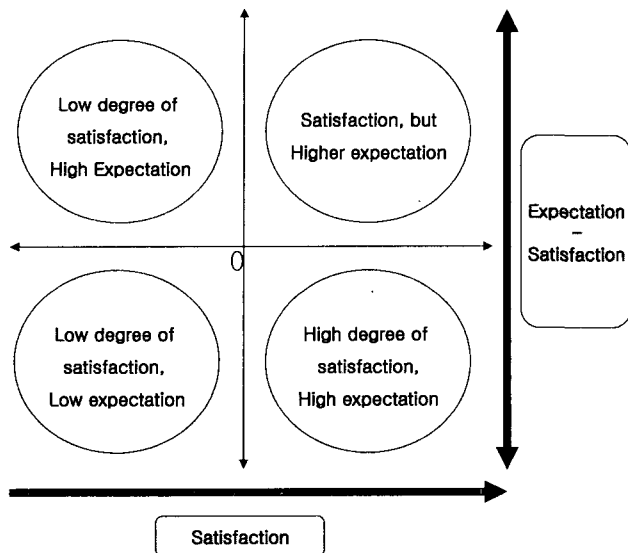 Low degree of
satisfaction,
High Expectation
Satisfaction, but
Higher expectation
Expectation
–
Satisfaction
0
Low degree of
satisfaction,
Low expectation
High degree of
satisfaction,
High expectation
Satisfaction